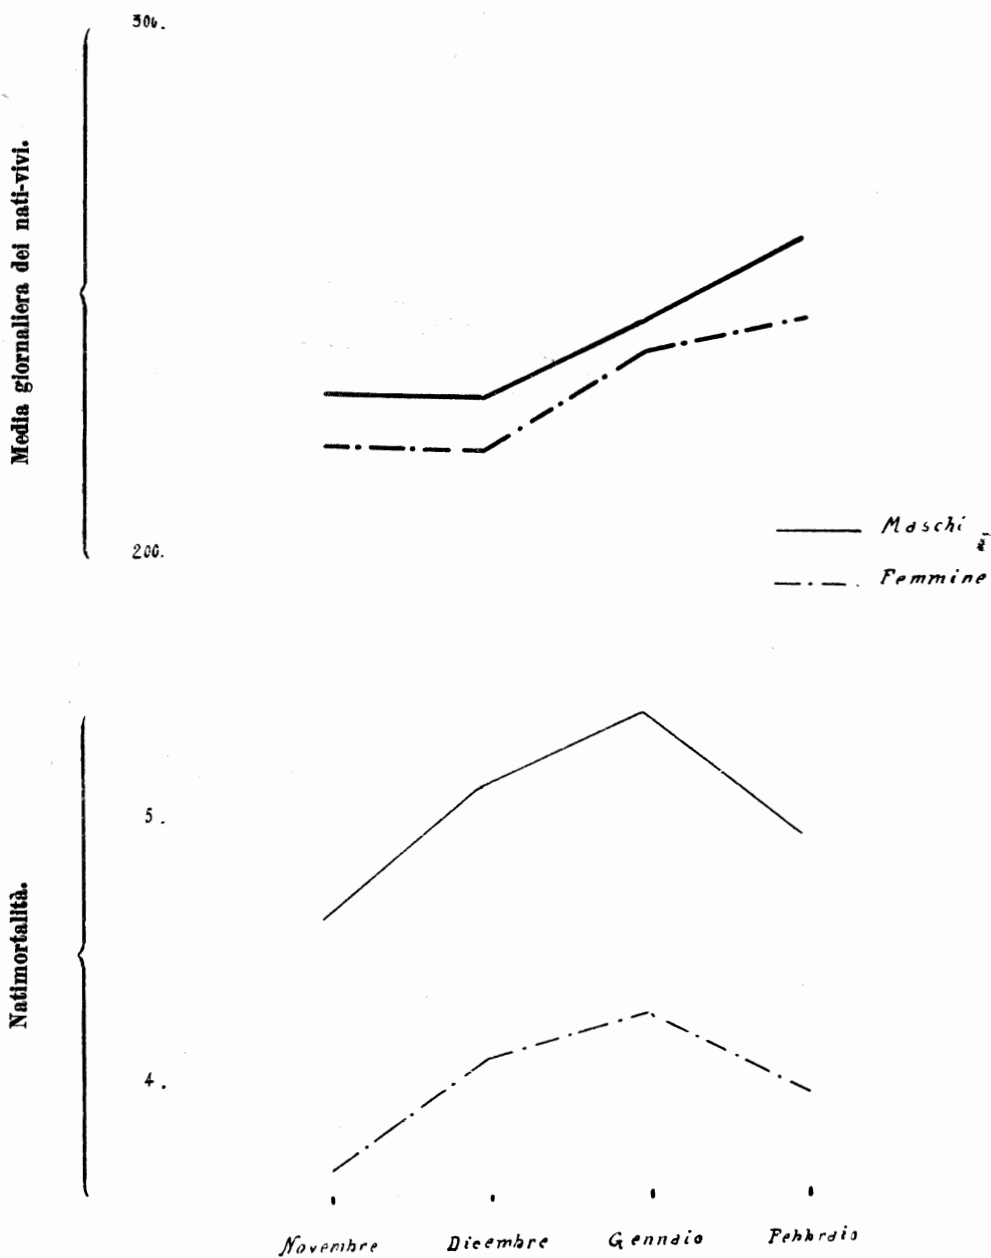 300.
Media giornaliera dei nati-vivi.
200.
Maschi
Femmine
5.
Natimortalità.
4.
Novembre Dicembre Gennaio Febbraio